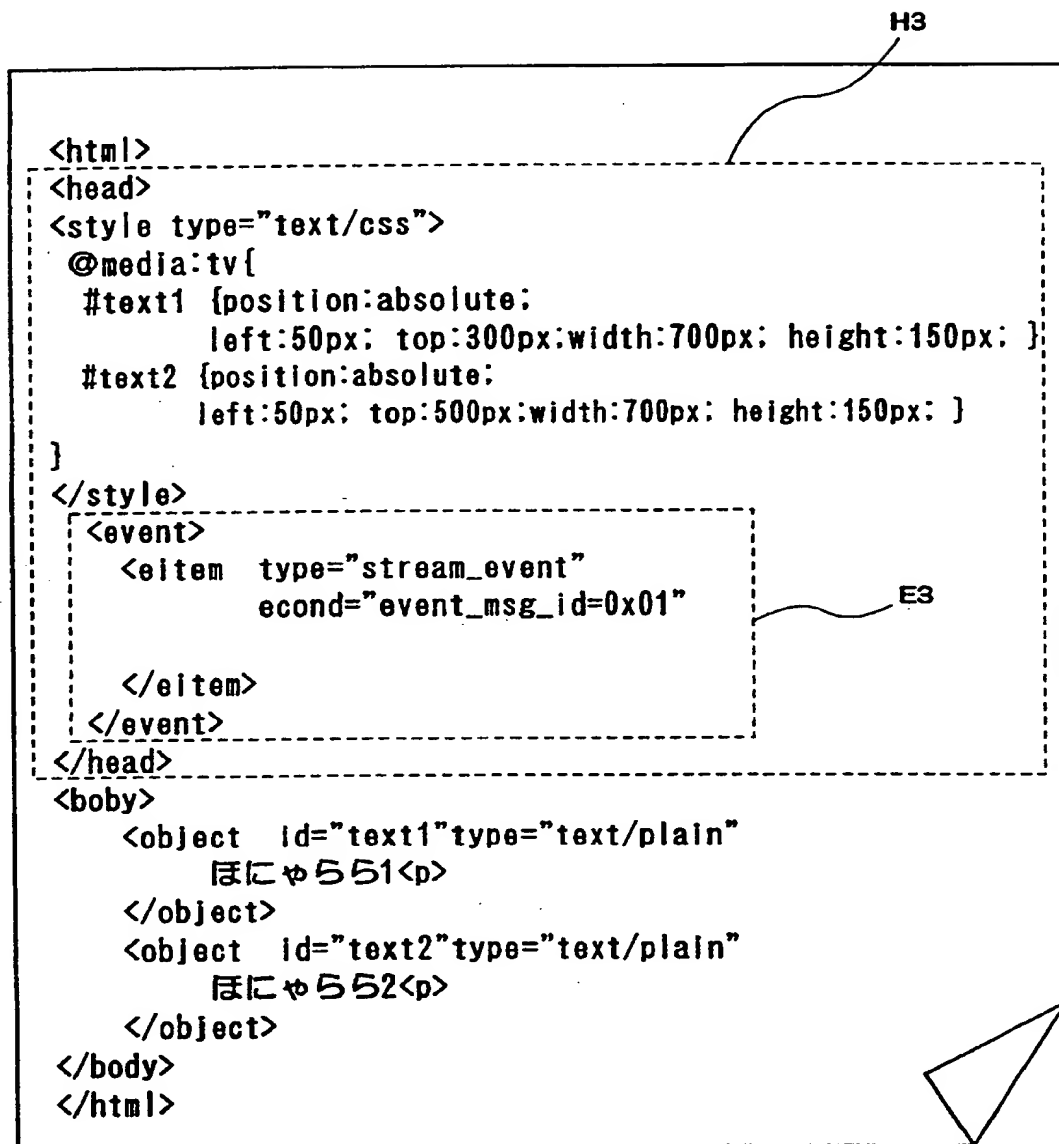 H3
<html>
<head>
<style type="text/css">
@media:tv{
#text1 {position:absolute;
left:50px; top:300px;width:700px; height:150px; }
#text2 {position:absolute;
left:50px; top:500px;width:700px; height:150px; }
}
</style>
<event>
<eitem type="stream_event"
econd="event_msg_id=0x01"
E3
</eitem>
</event>
</head>
<boby>
<object id="text1"type="text/plain"
ほにゃらら1<p>
</object>
<object id="text2"type="text/plain"
ほにゃらら2<p>
</object>
</body>
</html>